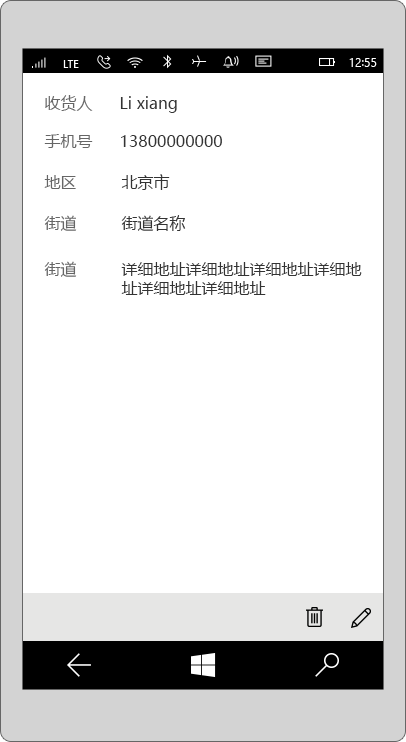 LTE 12:55
收货人 Li xiang
手机号 13800000000
地区 北京市
街道 街道名称
街道 详细地址详细地址详细地址详细地
址详细地址详细地址